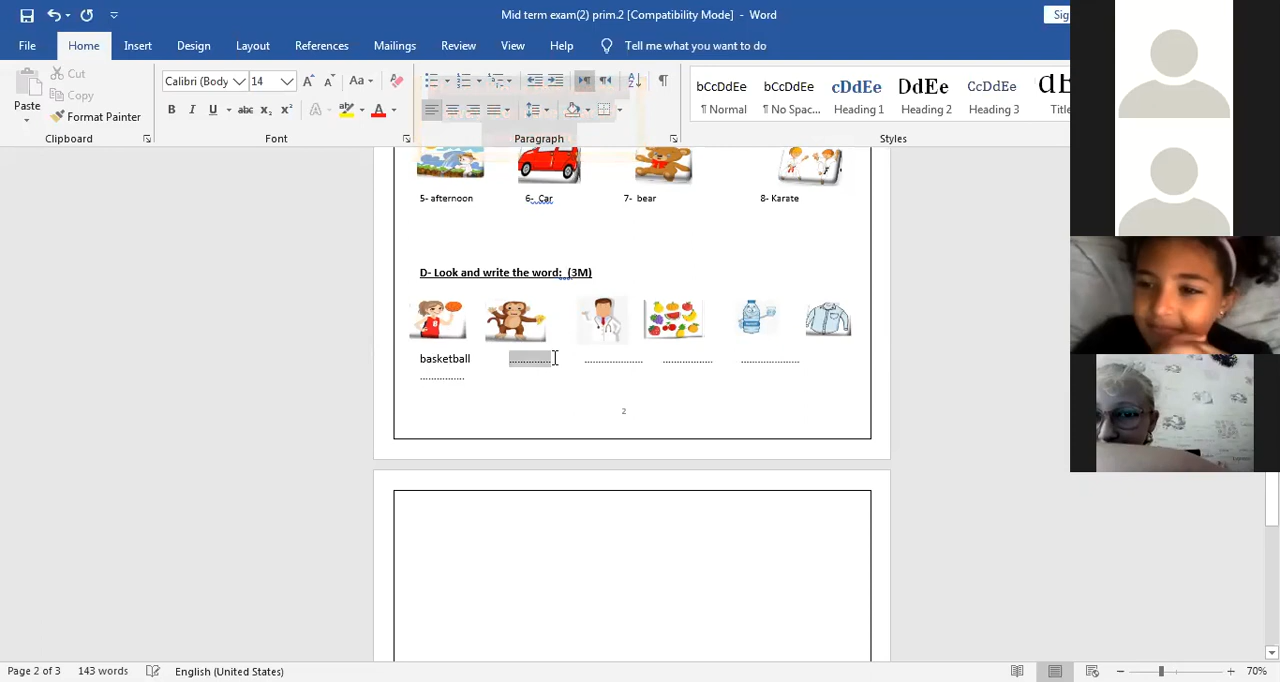 Mid term exam(2) prim.2 [Compatibility Mode] - Word
File Home Insert Design Layout References Mailings Review View Help Tell me what you want to do
Paste
Cut
Copy
Format Painter
Clipboard
Calibri (Body 14
Aa
B I U abc x₂ x²
A
Font
Paragraph
bCcDdEe bCcDdEe cDdEe DdEe CcDdEe
¶ Normal ¶ No Spac... Heading 1 Heading 2 Heading 3
Styles
5- afternoon 6- Car 7- bear 8- Karate
D- Look and write the word: (3M)
basketball .............. .................... ................. ....................
...............
2
Page 2 of 3 143 words English (United States) 70%